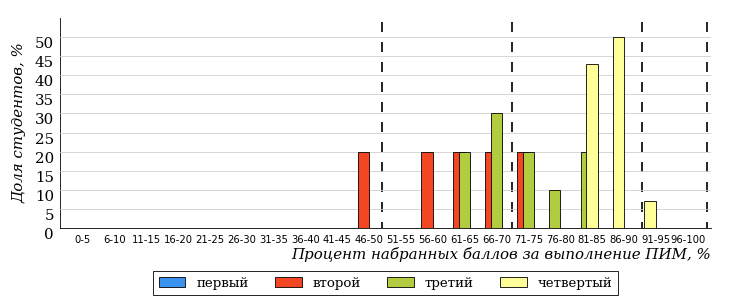 Доля студентов, %
50
45
40
35
30
25
20
15
10
5
0
0-5 6-10 11-15 16-20 21-25 26-30 31-35 36-40 41-45 46-50 51-55 56-60 61-65 66-70 71-75 76-80 81-85 86-90 91-95 96-100
Процент набранных баллов за выполнение ПИМ, %
первый второй третий четвертый